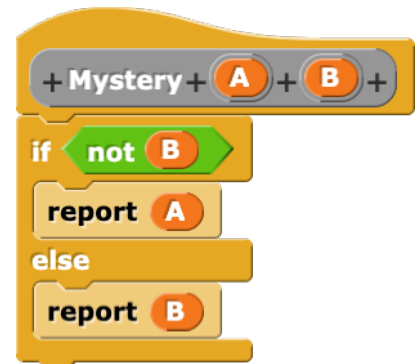 + Mystery + A + B +
if not B
report A
else
report B